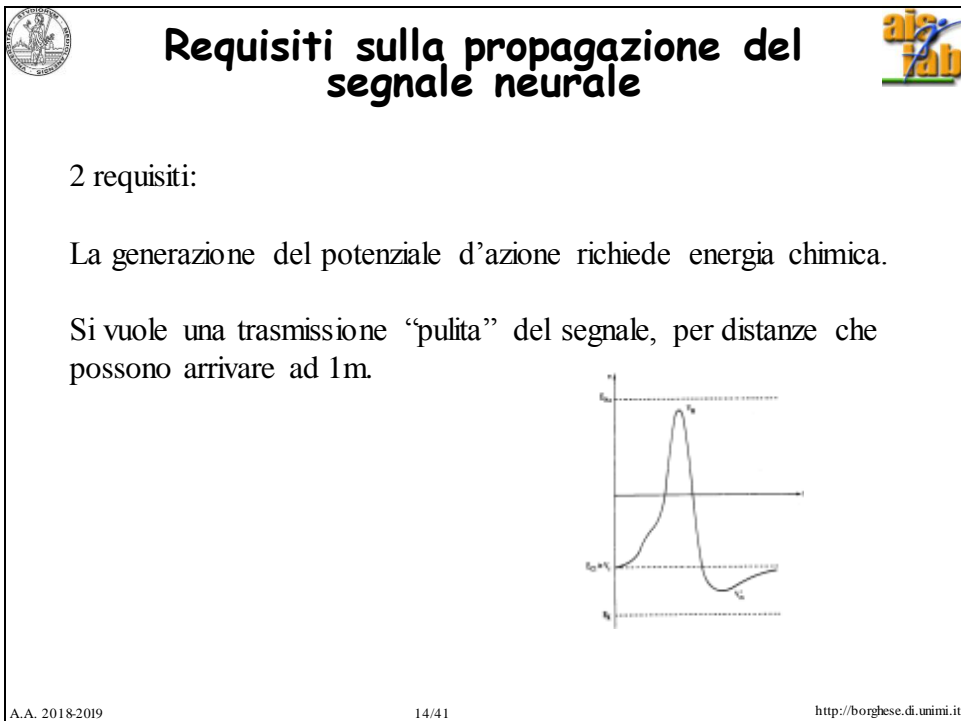 Requisiti sulla propagazione del
segnale neurale
2 requisiti:
La generazione del potenziale d’azione richiede energia chimica.
Si vuole una trasmissione “pulita” del segnale, per distanze che
possono arrivare ad 1m.
A.A. 2018-2019
14/41
http://borghese.di.unimi.it